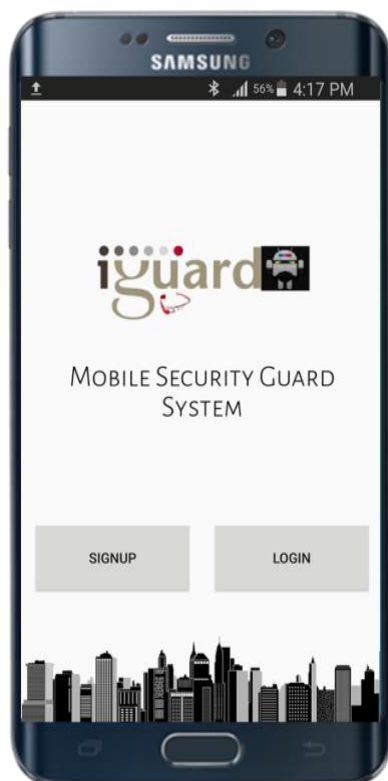 SAMSUNG
56% 4:17 PM
iguard
MOBILE SECURITY GUARD
SYSTEM
SIGNUP
LOGIN